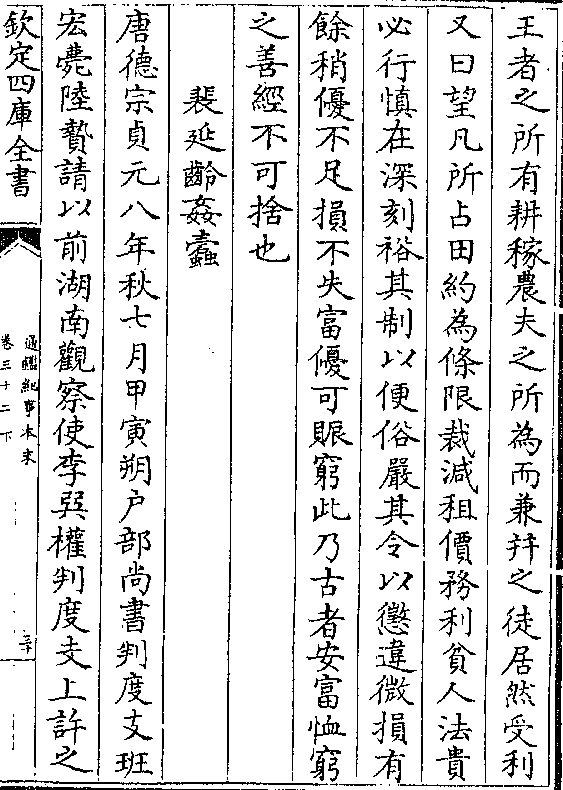 王者之所有耕稼農夫之所為而兼幷之徒居然受利
又曰望凡所占田約為條限裁減租價務利貧人法貴
必行慎在深刻裕其制以便俗嚴其令以懲違微損有
餘稍優不足損不失富優可賑窮此乃古者安富恤窮
之善經不可捨也
裴延齡姦蠹
唐德宗貞元八年秋七月甲寅朔户部尚書判度支班
宏薨陸贄請以前湖南觀察使李㢲權判度支上許之
欽定四庫全書
通鑑紀事本末
卷三十二下